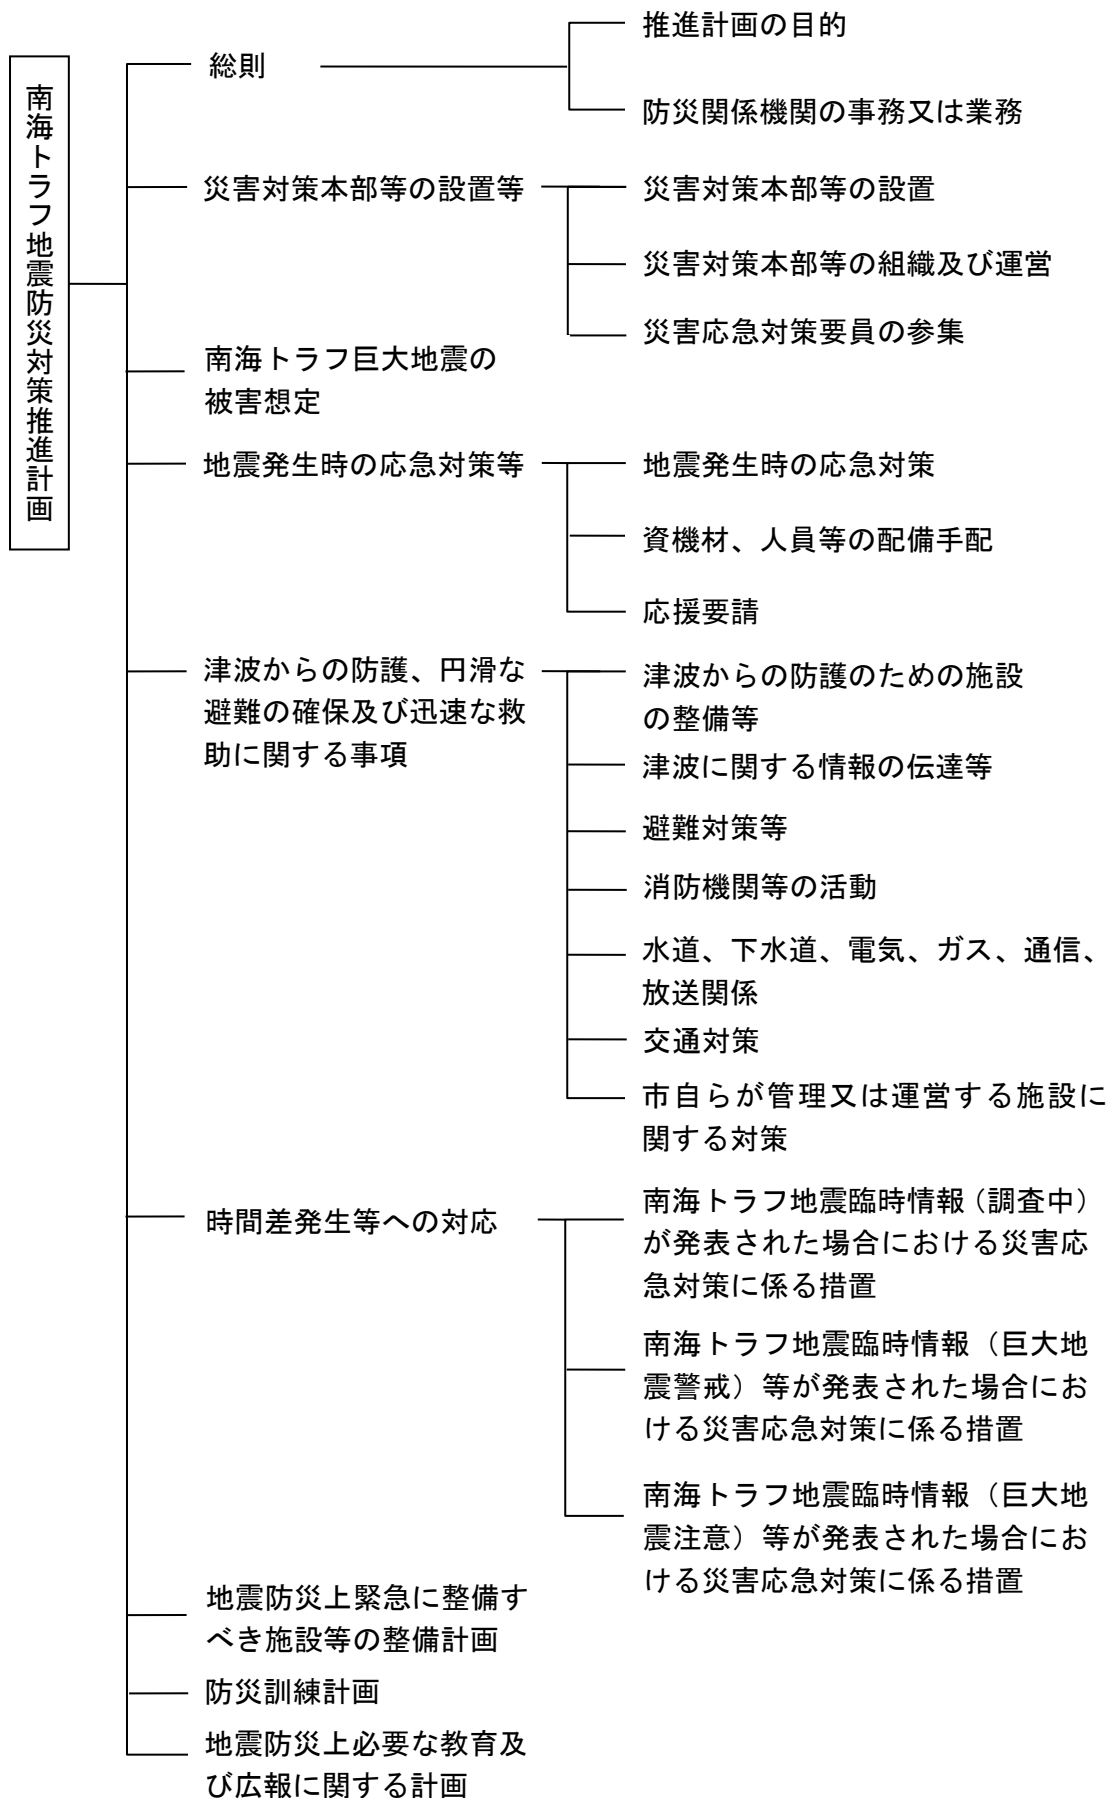 南海トラフ地震防災対策推進計画
総則
推進計画の目的
防災関係機関の事務又は業務
災害対策本部等の設置等
災害対策本部等の設置
災害対策本部等の組織及び運営
災害応急対策要員の参集
南海トラフ巨大地震の
被害想定
地震発生時の応急対策等
地震発生時の応急対策
資機材、人員等の配備手配
応援要請
津波からの防護、円滑な
避難の確保及び迅速な救
助に関する事項
津波からの防護のための施設
の整備等
津波に関する情報の伝達等
避難対策等
消防機関等の活動
水道、下水道、電気、ガス、通信、
放送関係
交通対策
市自らが管理又は運営する施設に
関する対策
時間差発生等への対応
南海トラフ地震臨時情報（調査中）
が発表された場合における災害応
急対策に係る措置
南海トラフ地震臨時情報（巨大地
震警戒）等が発表された場合にお
ける災害応急対策に係る措置
南海トラフ地震臨時情報（巨大地
震注意）等が発表された場合にお
ける災害応急対策に係る措置
地震防災上緊急に整備す
べき施設等の整備計画
防災訓練計画
地震防災上必要な教育及
び広報に関する計画